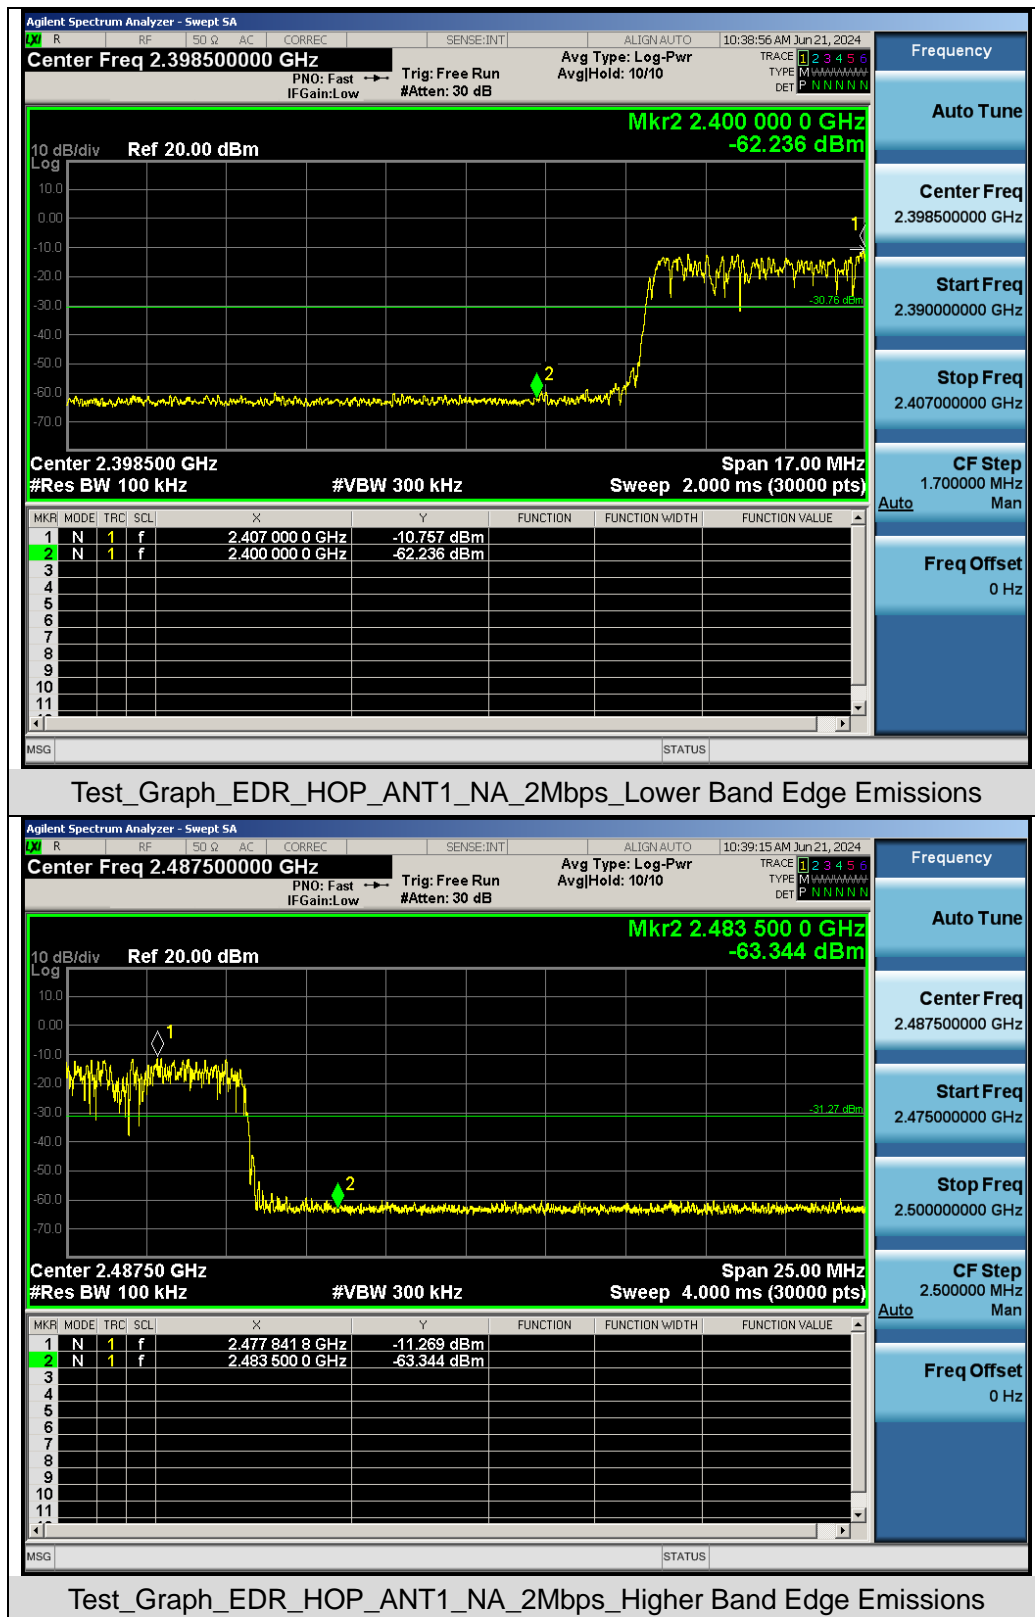 Agilent Spectrum Analyzer - Swept SA
LXI R RF 50 Ω AC CORREC SENSE:INT ALIGN AUTO 10:38:56 AM Jun 21, 2024
Center Freq 2.398500000 GHz
PNO: Fast Trig: Free Run
IFGain:Low #Atten: 30 dB
Avg Type: Log-Pwr
Avg|Hold: 10/10
TRACE 1 2 3 4 5 6
TYPE M
DET P N N N N N
Mkr2 2.400 000 0 GHz
-62.236 dBm
10 dB/div Ref 20.00 dBm
Log
10.0
0.00
-10.0
-20.0
-30.0
-40.0
-50.0
-60.0
-70.0
1
-30.76 dBm
2
Center 2.398500 GHz Span 17.00 MHz
#Res BW 100 kHz #VBW 300 kHz Sweep 2.000 ms (30000 pts)
MKR MODE TRC SCL X Y FUNCTION FUNCTION WIDTH FUNCTION VALUE
1 N 1 f 2.407 000 0 GHz -10.757 dBm
2 N 1 f 2.400 000 0 GHz -62.236 dBm
3
4
5
6
7
8
9
10
11
MSG STATUS
Frequency
Auto Tune
Center Freq
2.398500000 GHz
Start Freq
2.390000000 GHz
Stop Freq
2.407000000 GHz
CF Step
1.700000 MHz
Auto Man
Freq Offset
0 Hz
Test_Graph_EDR_HOP_ANT1_NA_2Mbps_Lower Band Edge Emissions
Agilent Spectrum Analyzer - Swept SA
LXI R RF 50 Ω AC CORREC SENSE:INT ALIGN AUTO 10:39:15 AM Jun 21, 2024
Center Freq 2.487500000 GHz
PNO: Fast Trig: Free Run
IFGain:Low #Atten: 30 dB
Avg Type: Log-Pwr
Avg|Hold: 10/10
TRACE 1 2 3 4 5 6
TYPE M
DET P N N N N N
Mkr2 2.483 500 0 GHz
-63.344 dBm
10 dB/div Ref 20.00 dBm
Log
10.0
0.00
-10.0
-20.0
-30.0
-40.0
-50.0
-60.0
-70.0
1
-31.27 dBm
2
Center 2.48750 GHz Span 25.00 MHz
#Res BW 100 kHz #VBW 300 kHz Sweep 4.000 ms (30000 pts)
MKR MODE TRC SCL X Y FUNCTION FUNCTION WIDTH FUNCTION VALUE
1 N 1 f 2.477 841 8 GHz -11.269 dBm
2 N 1 f 2.483 500 0 GHz -63.344 dBm
3
4
5
6
7
8
9
10
11
MSG STATUS
Frequency
Auto Tune
Center Freq
2.487500000 GHz
Start Freq
2.475000000 GHz
Stop Freq
2.500000000 GHz
CF Step
2.500000 MHz
Auto Man
Freq Offset
0 Hz
Test_Graph_EDR_HOP_ANT1_NA_2Mbps_Higher Band Edge Emissions